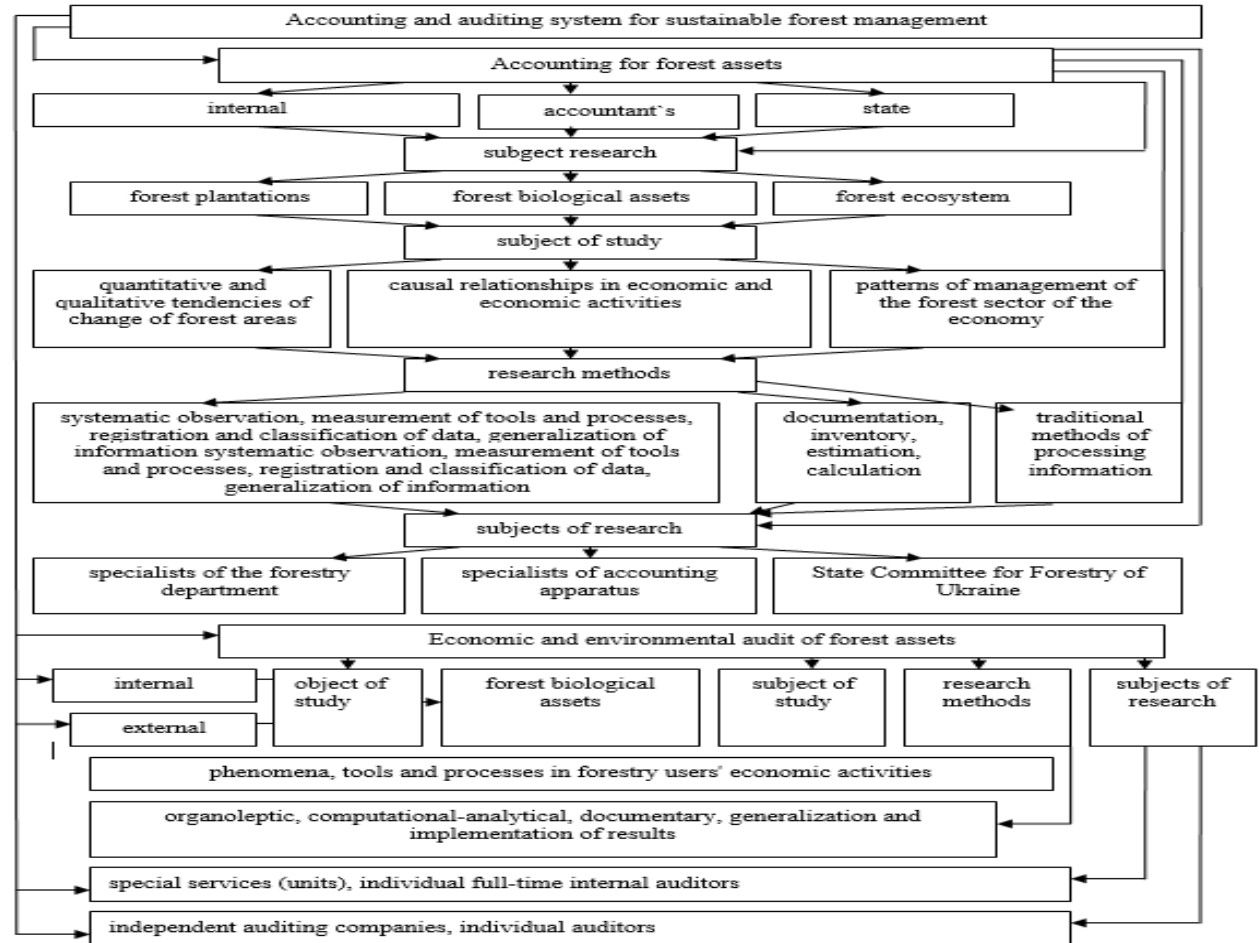 Accounting and auditing system for sustainable forest management
Accounting for forest assets
internal
accountant`s
state
subgect research
forest plantations
forest biological assets
forest ecosystem
subject of study
quantitative and
qualitative tendencies of
change of forest areas
causal relationships in economic and
economic activities
patterns of management of
the forest sector of the
economy
research methods
systematic observation, measurement of tools and processes,
registration and classification of data, generalization of
information systematic observation, measurement of tools
and processes, registration and classification of data,
generalization of information
documentation,
inventory,
estimation,
calculation
traditional
methods of
processing
information
subjects of research
specialists of the forestry
department
specialists of accounting
apparatus
State Committee for Forestry of
Ukraine
Economic and environmental audit of forest assets
internal
external
object of
study
forest biological
assets
subject of
study
research
methods
subjects of
research
phenomena, tools and processes in forestry users' economic activities
organoleptic, computational-analytical, documentary, generalization and
implementation of results
special services (units), individual full-time internal auditors
independent auditing companies, individual auditors